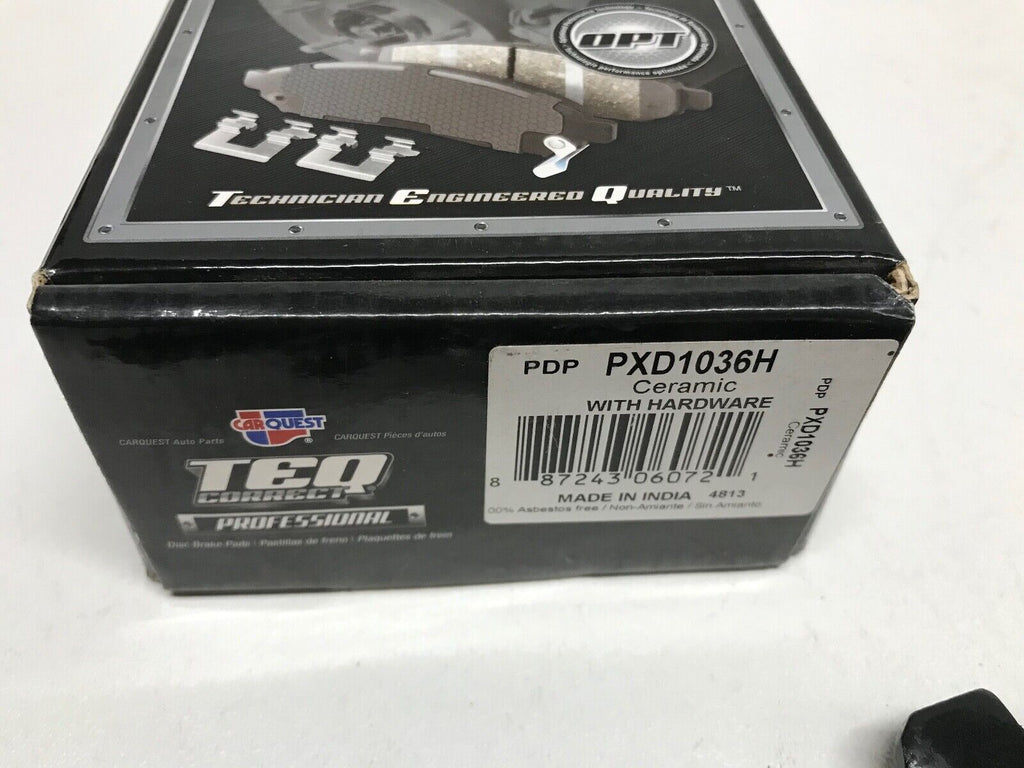 OPT
TECHNICIAN ENGINEERED QUALITY™
PDP PXD1036H
Ceramic
WITH HARDWARE
8 87243 06072 1
MADE IN INDIA 4813
00% Asbestos free / Non-Amiante / Sin Amianto
PDP PXD1036H
Ceramic
CARQUEST®
CARQUEST Auto Parts
CARQUEST Pièces d'autos
TEQ
CORRECT
PROFESSIONAL
Disc Brake Pads \ Pastillas de freno \ Plaquettes de frein